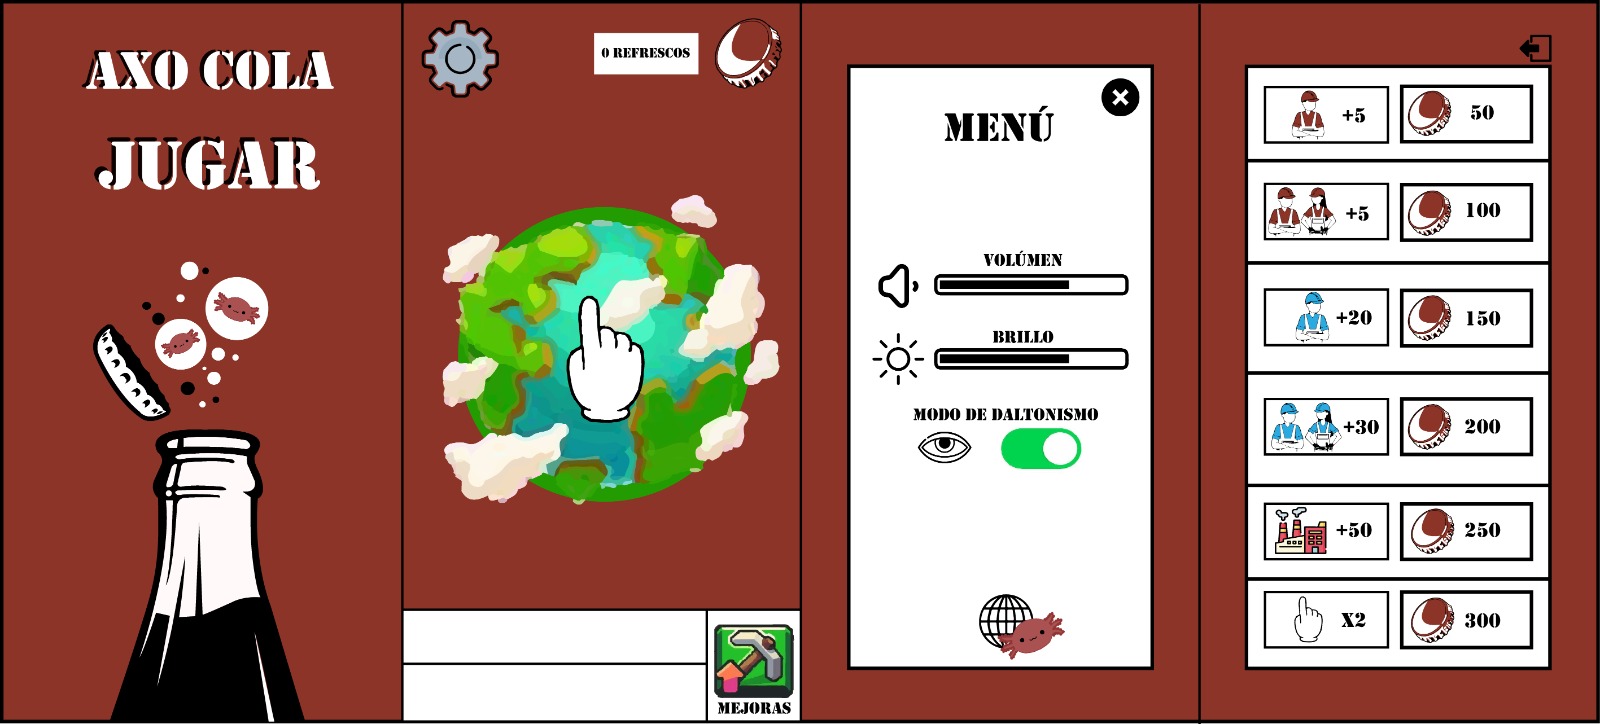 AXO COLA
JUGAR
0 REFRESCOS
MEJORAS
MENÚ
VOLÚMEN
BRILLO
MODO DE DALTONISMO
+5 50
+5 100
+20 150
+30 200
+50 250
X2 300